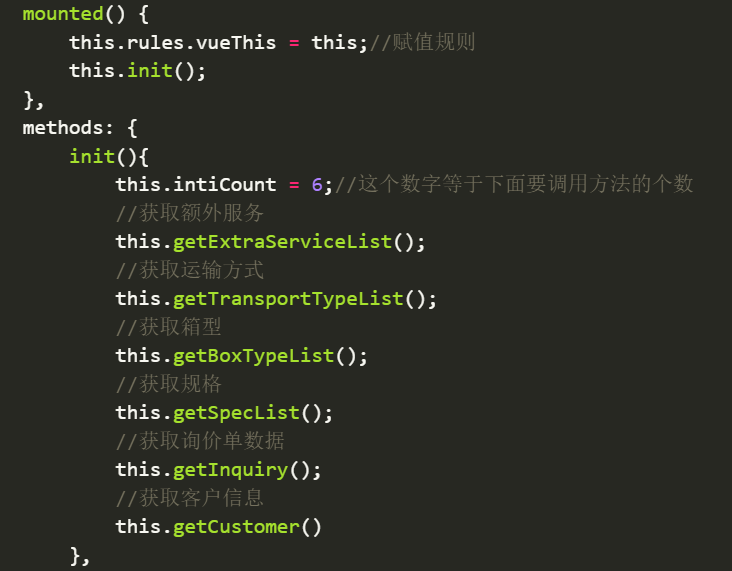 mounted() {
this.rules.vueThis = this;//赋值规则
this.init();
},
methods: {
init(){
this.intiCount = 6;//这个数字等于下面要调用方法的个数
//获取额外服务
this.getExtraServiceList();
//获取运输方式
this.getTransportTypeList();
//获取箱型
this.getBoxTypeList();
//获取规格
this.getSpecList();
//获取询价单数据
this.getInquiry();
//获取客户信息
this.getCustomer()
},